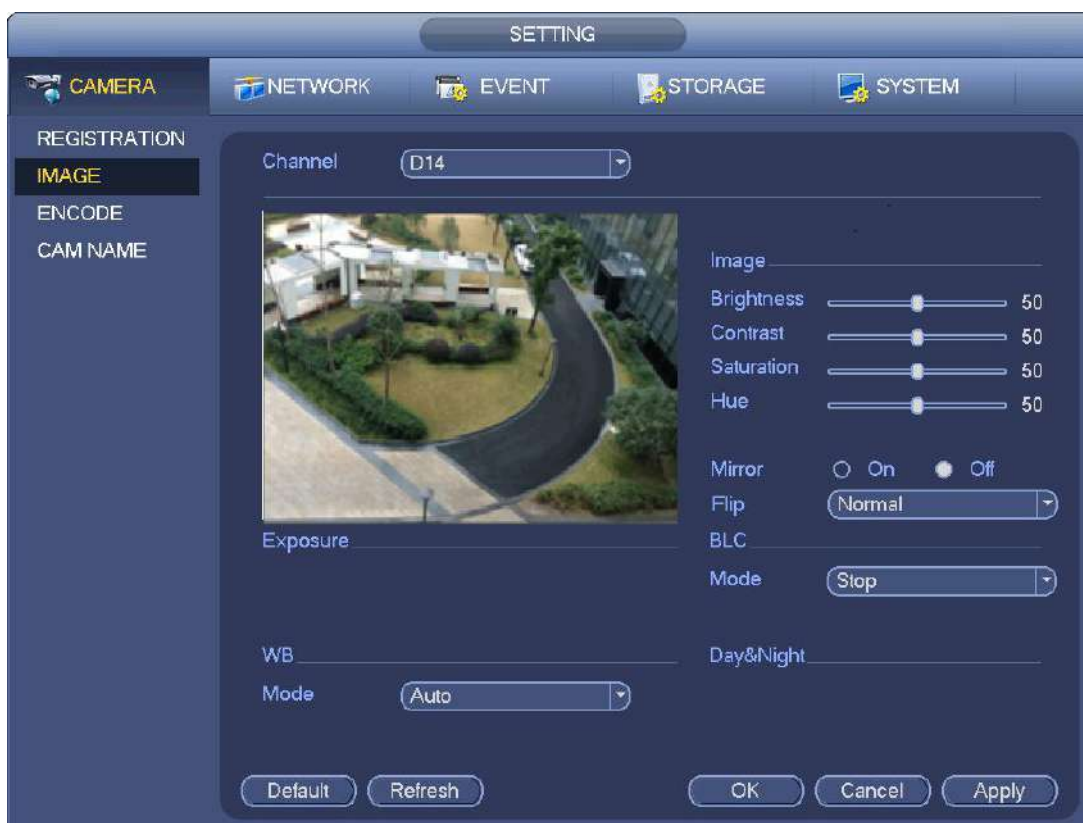 SETTING
CAMERA NETWORK EVENT STORAGE SYSTEM
REGISTRATION
IMAGE
ENCODE
CAM NAME
Channel D14
Image
Brightness 50
Contrast 50
Saturation 50
Hue 50
Mirror On Off
Flip Normal
Exposure BLC
Mode Stop
WB Day&Night
Mode Auto
Default Refresh OK Cancel Apply